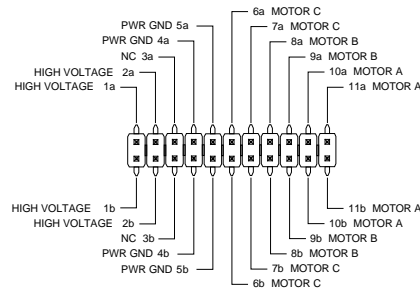 6a MOTOR C
PWR GND 5a 7a MOTOR C
PWR GND 4a 8a MOTOR B
NC 3a 9a MOTOR B
HIGH VOLTAGE 2a 10a MOTOR A
HIGH VOLTAGE 1a 11a MOTOR A
HIGH VOLTAGE 1b 11b MOTOR A
HIGH VOLTAGE 2b 10b MOTOR A
NC 3b 9b MOTOR B
PWR GND 4b 8b MOTOR B
PWR GND 5b 7b MOTOR C
6b MOTOR C